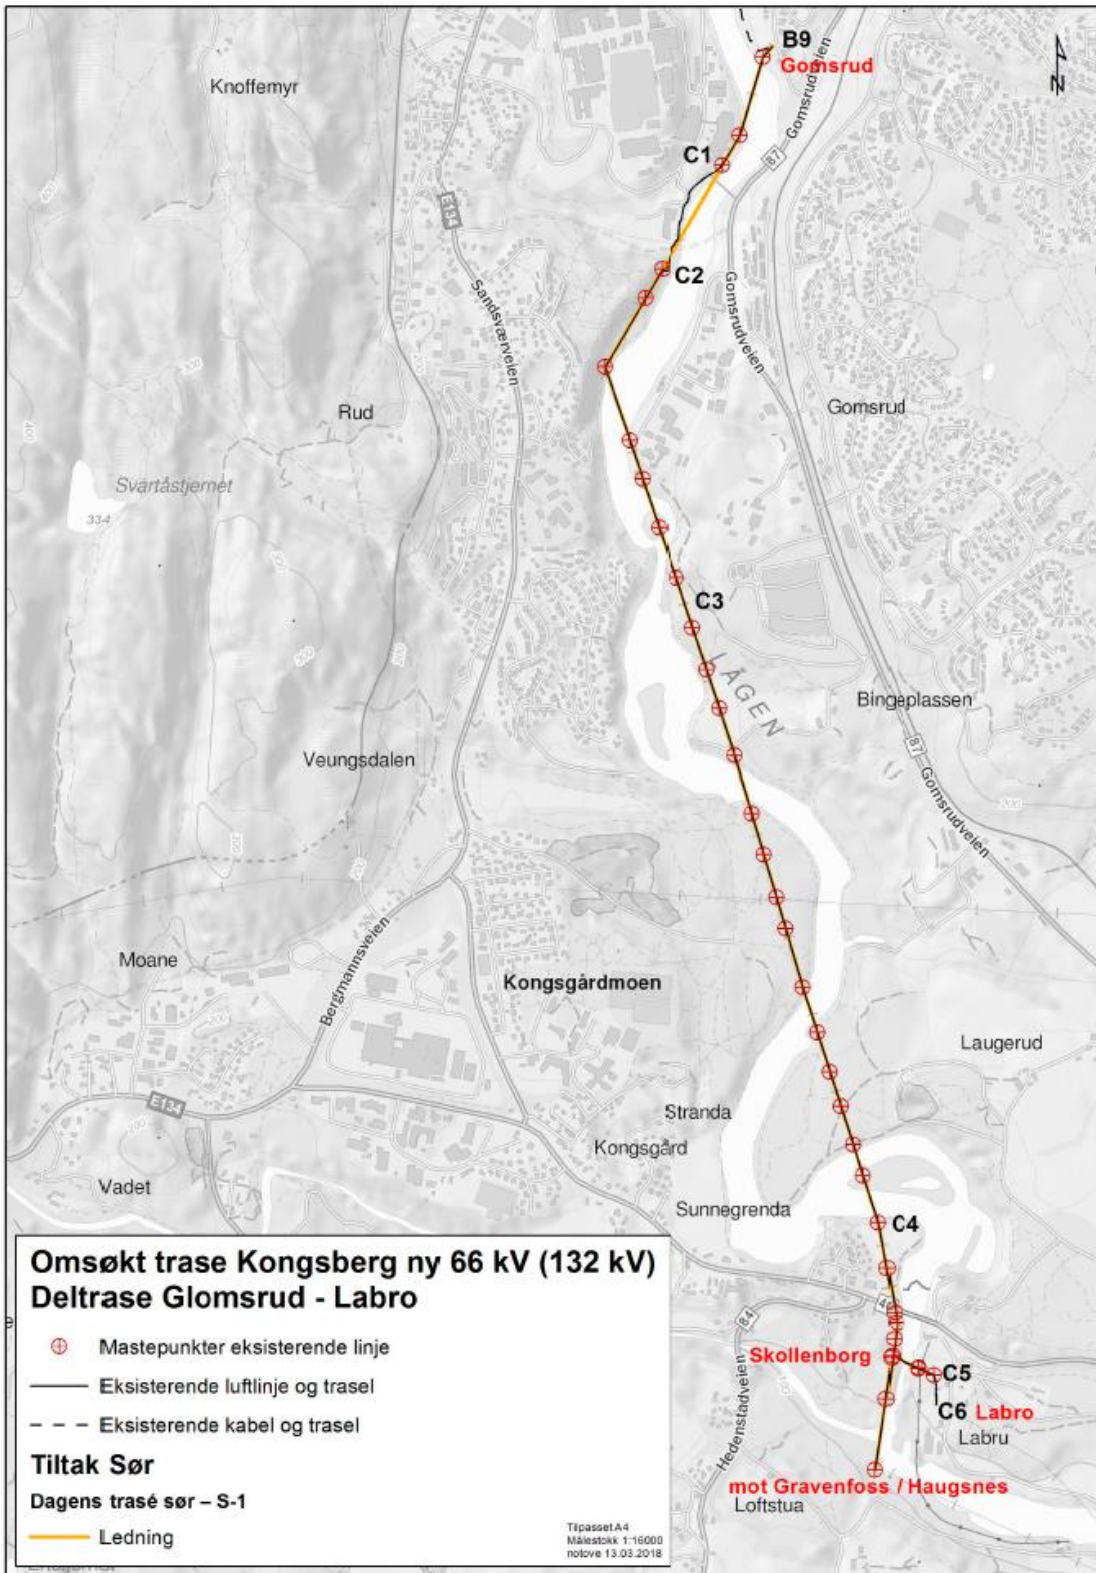 B9
Gomsrud
N
Knoffemyr
Gomsrudveien
C1
87
E134
C2
Sandsværveien
Gomsrudveien
Rud
Gomsrud
Svartåstjernet
334
C3
LÅGEN
Bingeplassen
Veungsdalen
87
Gomsrudveien
200
Moane
Bergmannsveien
Kongsgårdmoen
Laugerud
Stranda
E134
Kongsgård
Vadet
Sunnegrenda
C4
84
Skollenborg
C5
C6 Labro
Labru
Hedenstadveien
mot Gravenfoss / Haugsnes
Loftstua
Omsøkt trase Kongsberg ny 66 kV (132 kV)
Deltrase Glomsrud - Labro
Mastepunkter eksisterende linje
Eksisterende luftlinje og trasel
Eksisterende kabel og trasel
Tiltak Sør
Dagens trasé sør – S-1
Ledning
Tilpasset A4
Målestokk 1:16000
notove 13.03.2018